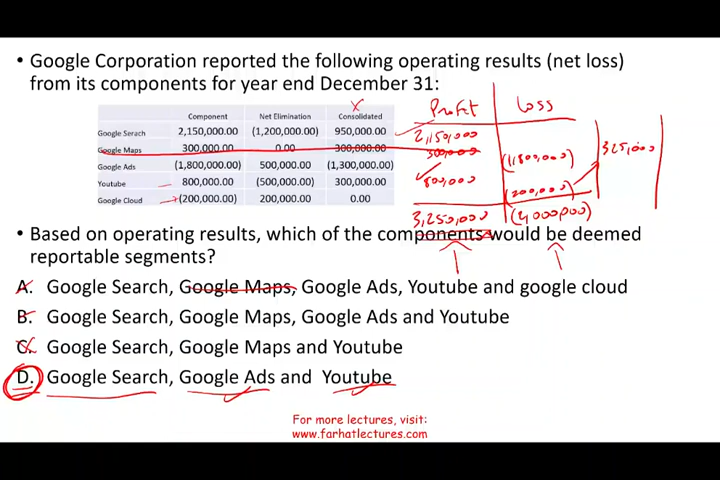 • Google Corporation reported the following operating results (net loss)
from its components for year end December 31:
Component Net Elimination Consolidated
Google Serach 2,150,000.00 (1,200,000.00) 950,000.00
Google Maps 300,000.00 0.00 300,000.00
Google Ads (1,800,000.00) 500,000.00 (1,300,000.00)
Youtube 800,000.00 (500,000.00) 300,000.00
Google Cloud (200,000.00) 200,000.00 0.00
Profit Loss
2,150,000
300,000
(1,800,000)
800,000
(200,000)
325,000
3,250,000
(2,000,000)
• Based on operating results, which of the components would be deemed
reportable segments?
A. Google Search, Google Maps, Google Ads, Youtube and google cloud
B. Google Search, Google Maps, Google Ads and Youtube
C. Google Search, Google Maps and Youtube
D. Google Search, Google Ads and Youtube
For more lectures, visit:
www.farhatlectures.com